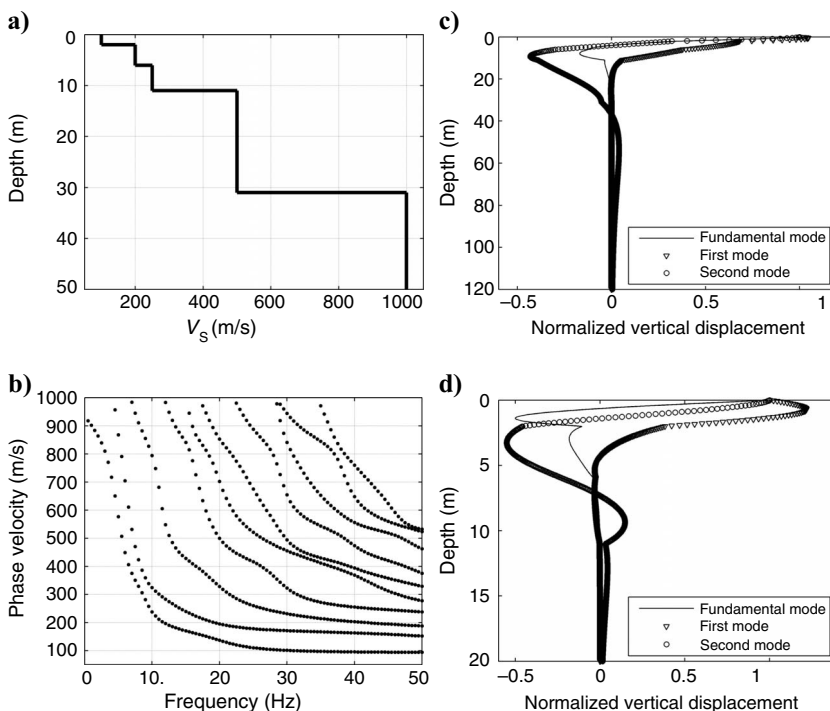 a)
0
10
20
30
40
50
Depth (m)
200
400
600
800
1000
V_S (m/s)
b)
1000
900
800
700
600
500
400
300
200
100
Phase velocity (m/s)
0
10.
20
30
40
50
Frequency (Hz)
c)
0
20
40
60
80
100
120
Depth (m)
Fundamental mode
First mode
Second mode
−0.5
0
0.5
1
Normalized vertical displacement
d)
0
5
10
15
20
Depth (m)
Fundamental mode
First mode
Second mode
−0.5
0
0.5
1
Normalized vertical displacement